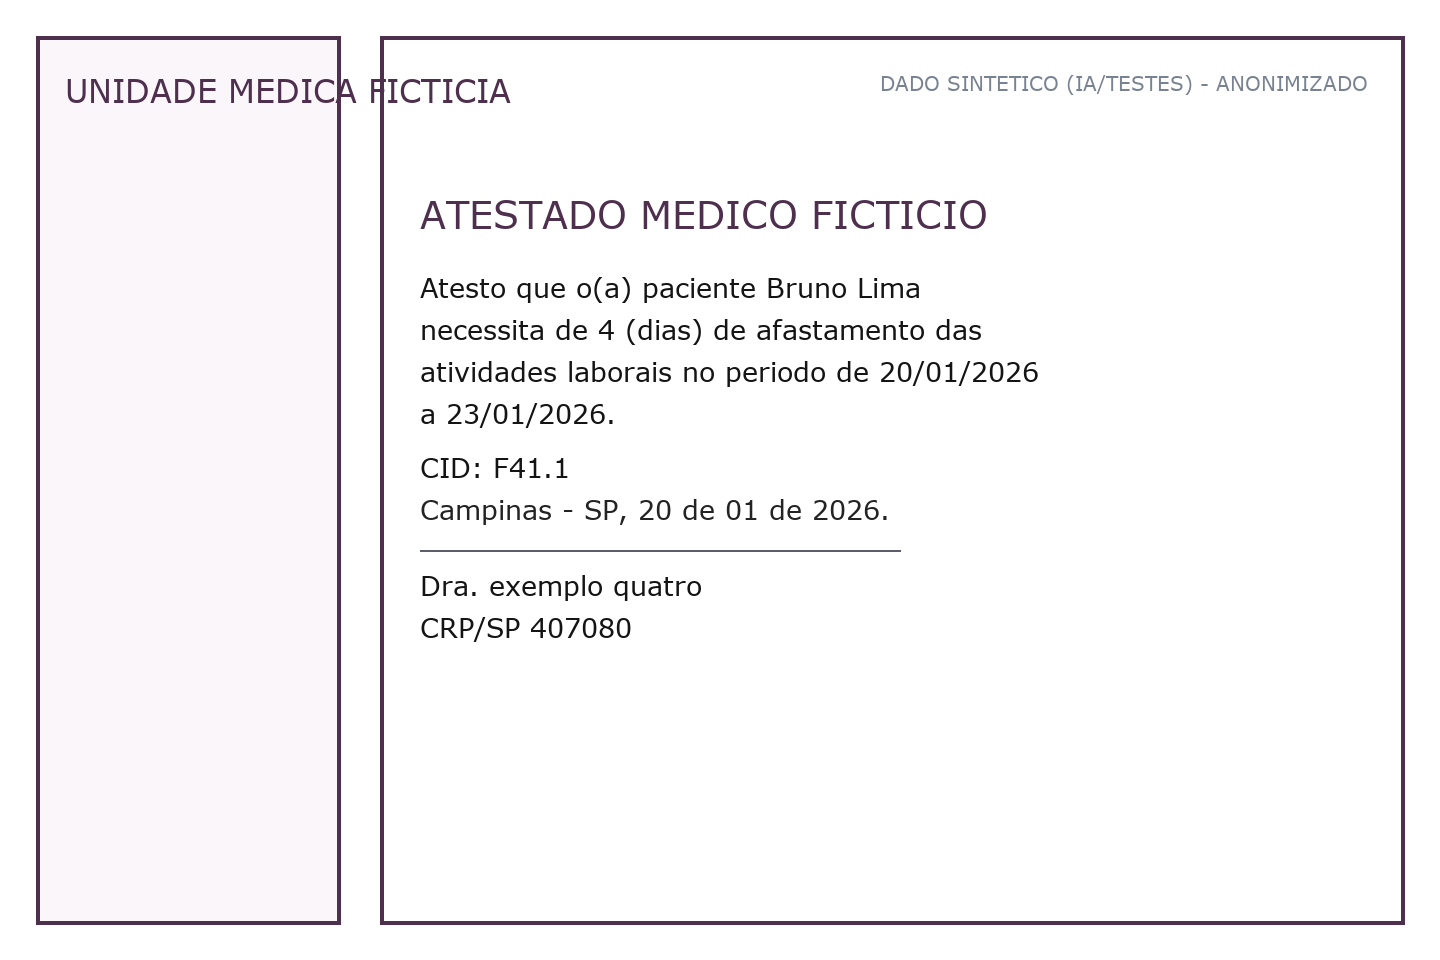 UNIDADE MEDICA FICTICIA
DADO SINTETICO (IA/TESTES) - ANONIMIZADO
ATESTADO MEDICO FICTICIO
Atesto que o(a) paciente Bruno Lima
necessita de 4 (dias) de afastamento das
atividades laborais no periodo de 20/01/2026
a 23/01/2026.
CID: F41.1
Campinas - SP, 20 de 01 de 2026.
Dra. exemplo quatro
CRP/SP 407080